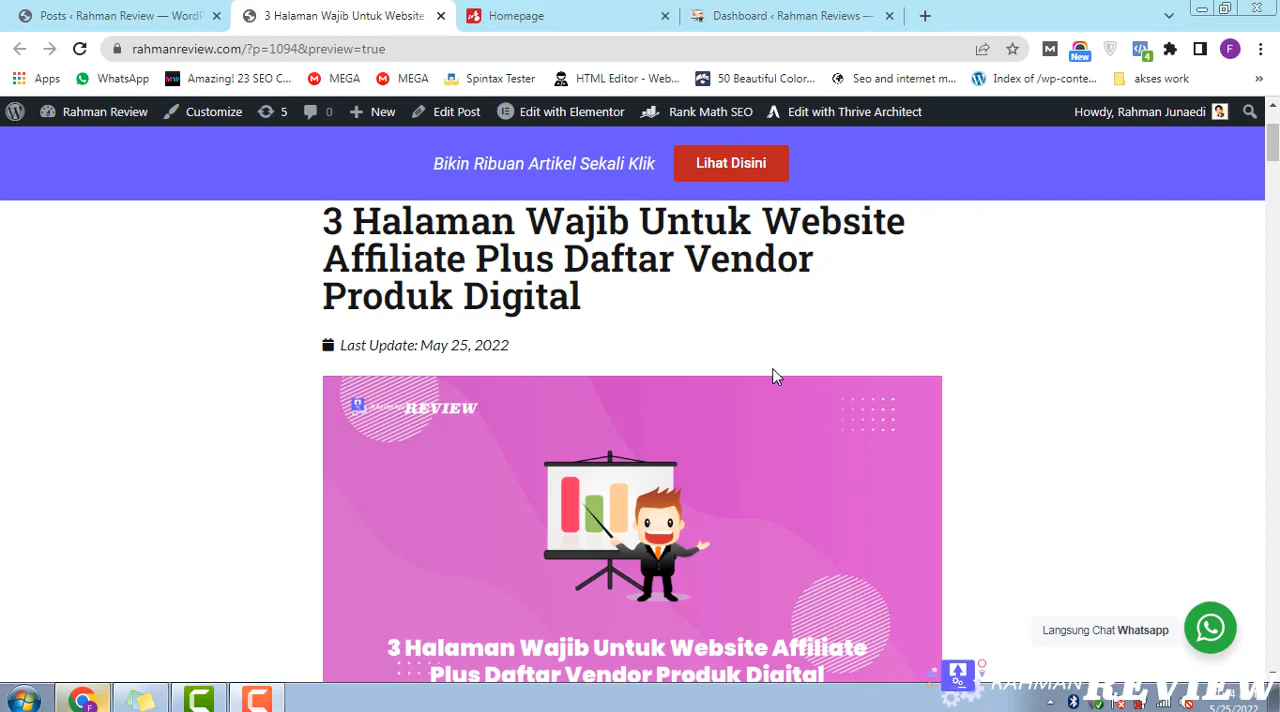 Posts ‹ Rahman Review — WordP
3 Halaman Wajib Untuk Website
Homepage
Dashboard ‹ Rahman Reviews —
rahmanreview.com/?p=1094&preview=true
New
4
F
Apps
WhatsApp
Amazing! 23 SEO C...
MEGA
MEGA
Spintax Tester
HTML Editor - Web...
50 Beautiful Color...
Seo and internet m...
Index of /wp-conte...
akses work
»
Rahman Review
Customize
5
0
New
Edit Post
Edit with Elementor
Rank Math SEO
Edit with Thrive Architect
Howdy, Rahman Junaedi
Bikin Ribuan Artikel Sekali Klik
Lihat Disini
3 Halaman Wajib Untuk Website
Affiliate Plus Daftar Vendor
Produk Digital
Last Update: May 25, 2022
RAHMAN REVIEW
3 Halaman Wajib Untuk Website Affiliate
Plus Daftar Vendor Produk Digital
Langsung Chat Whatsapp
RAHMAN REVIEW
5/25/2022